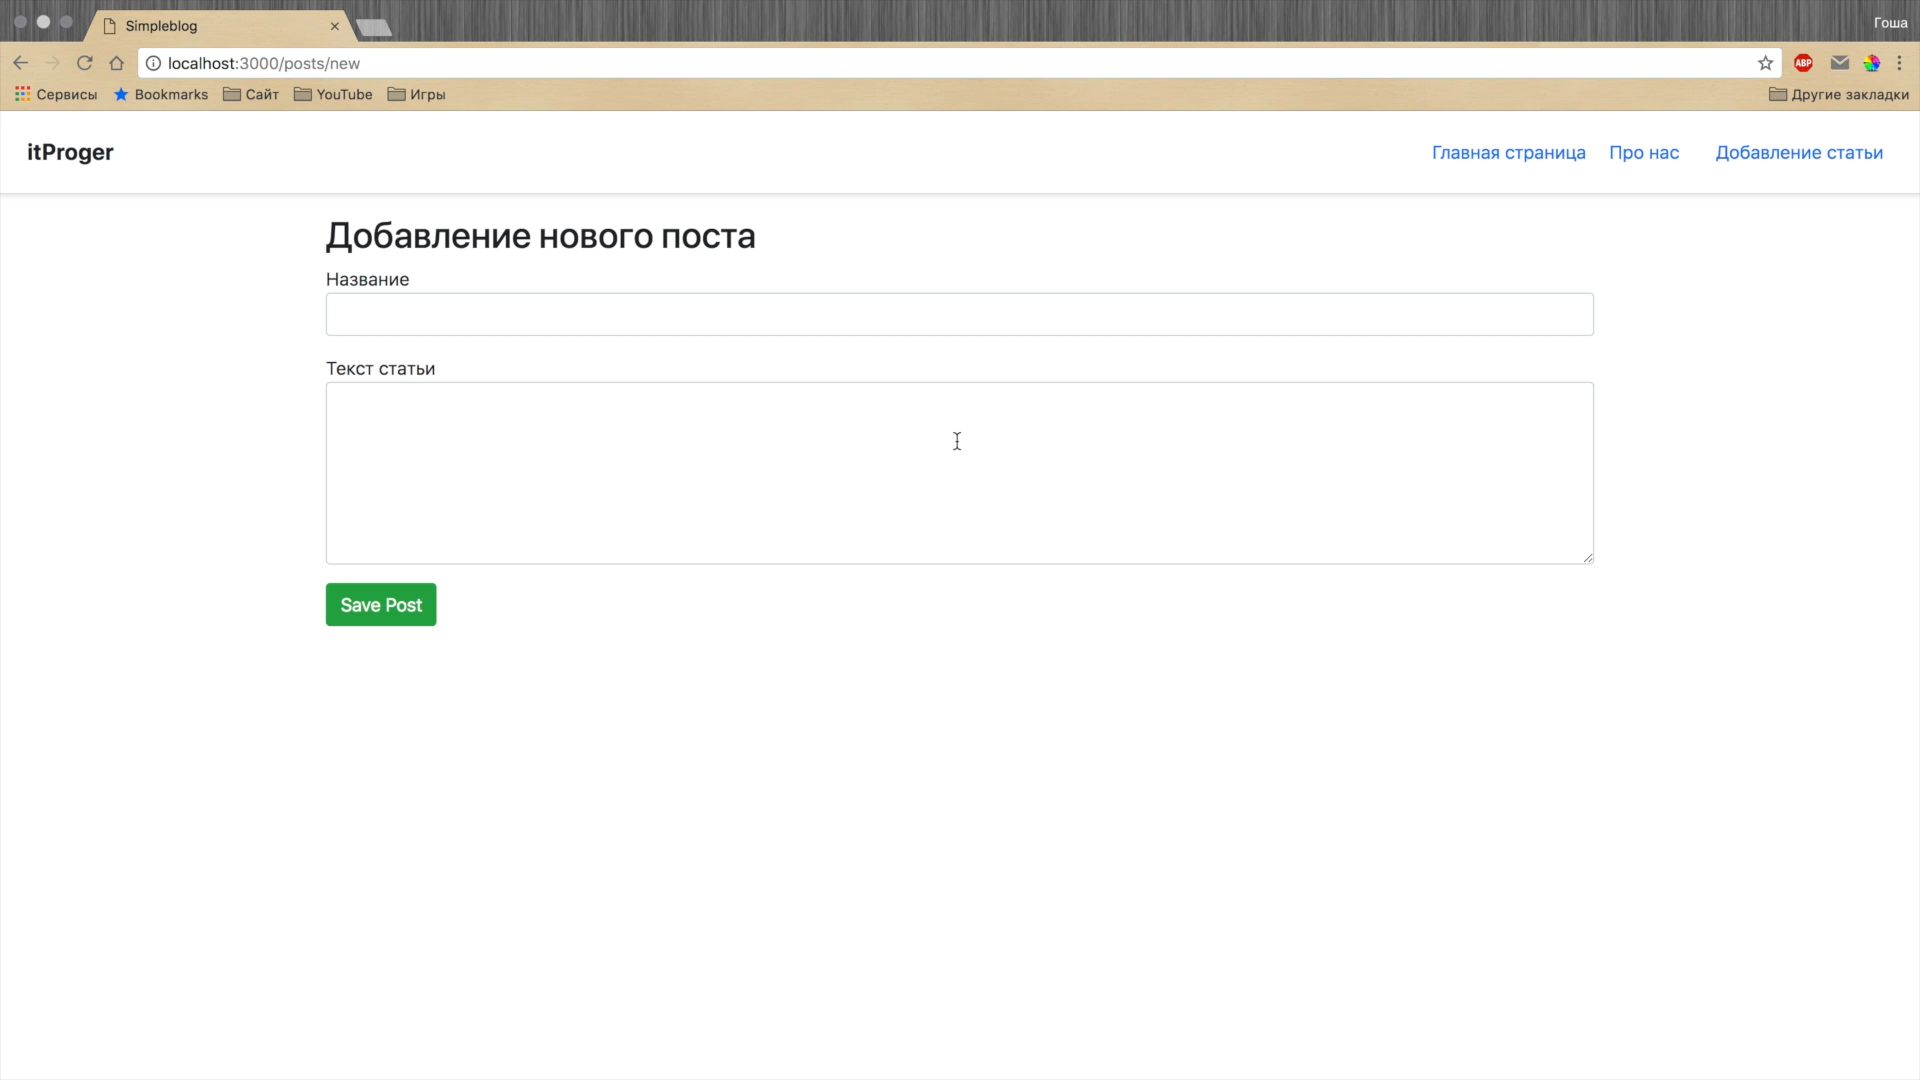 Simpleblog
Гоша
localhost:3000/posts/new
ABP
Сервисы Bookmarks Сайт YouTube Игры Другие закладки
itProger Главная страница Про нас Добавление статьи
Добавление нового поста
Название
Текст статьи
Save Post